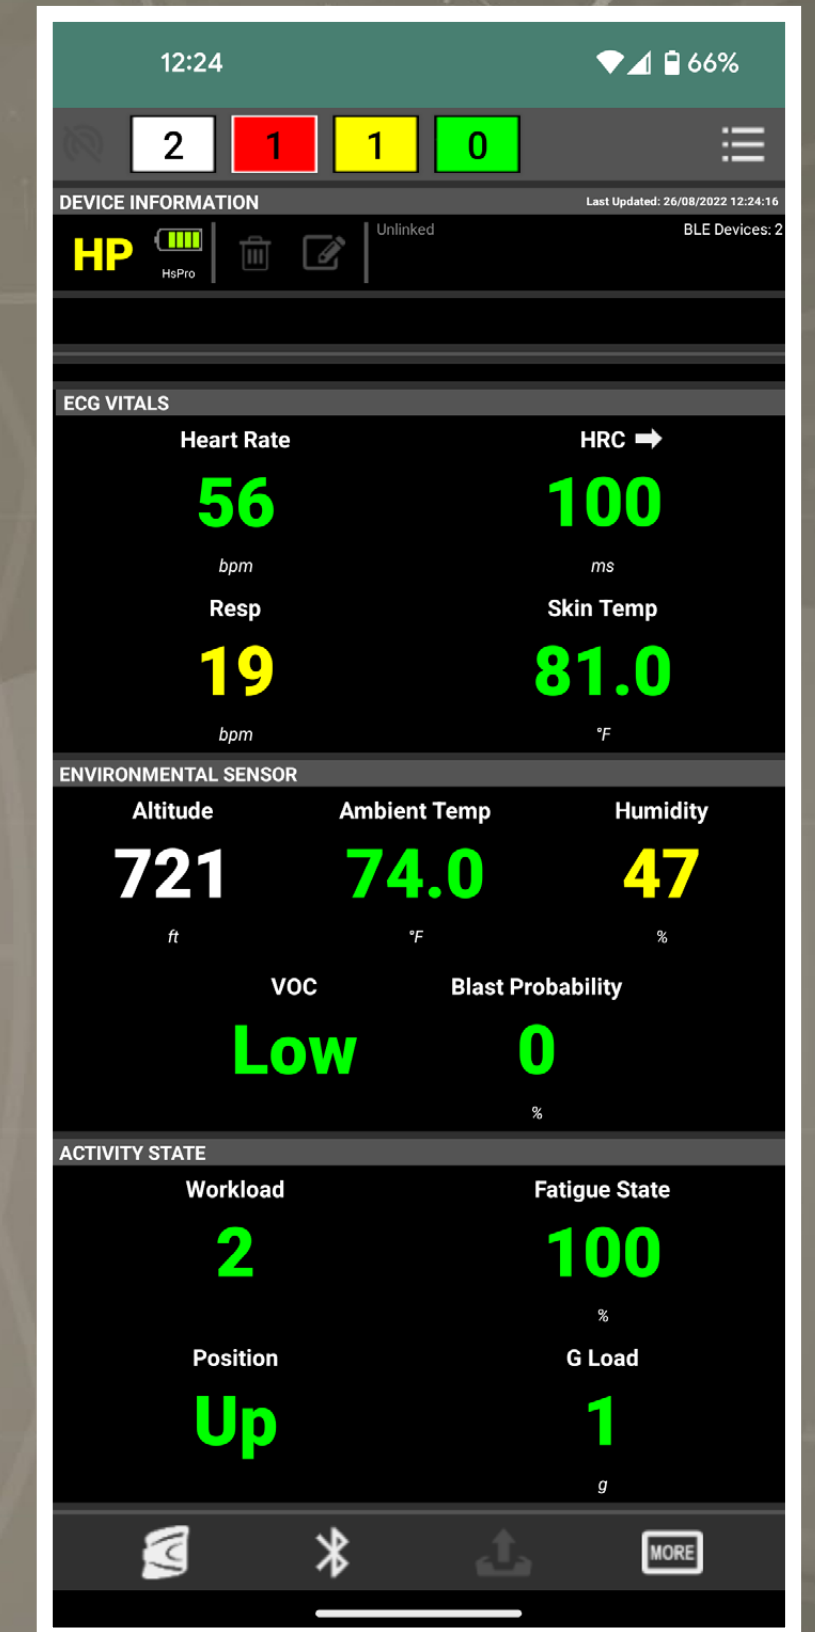 12:24 66%
2 1 1 0
DEVICE INFORMATION Last Updated: 26/08/2022 12:24:16
HP HsPro Unlinked BLE Devices: 2
ECG VITALS
Heart Rate HRC
56 100
bpm ms
Resp Skin Temp
19 81.0
bpm °F
ENVIRONMENTAL SENSOR
Altitude Ambient Temp Humidity
721 74.0 47
ft °F %
VOC Blast Probability
Low 0
%
ACTIVITY STATE
Workload Fatigue State
2 100
%
Position G Load
Up 1
g
MORE